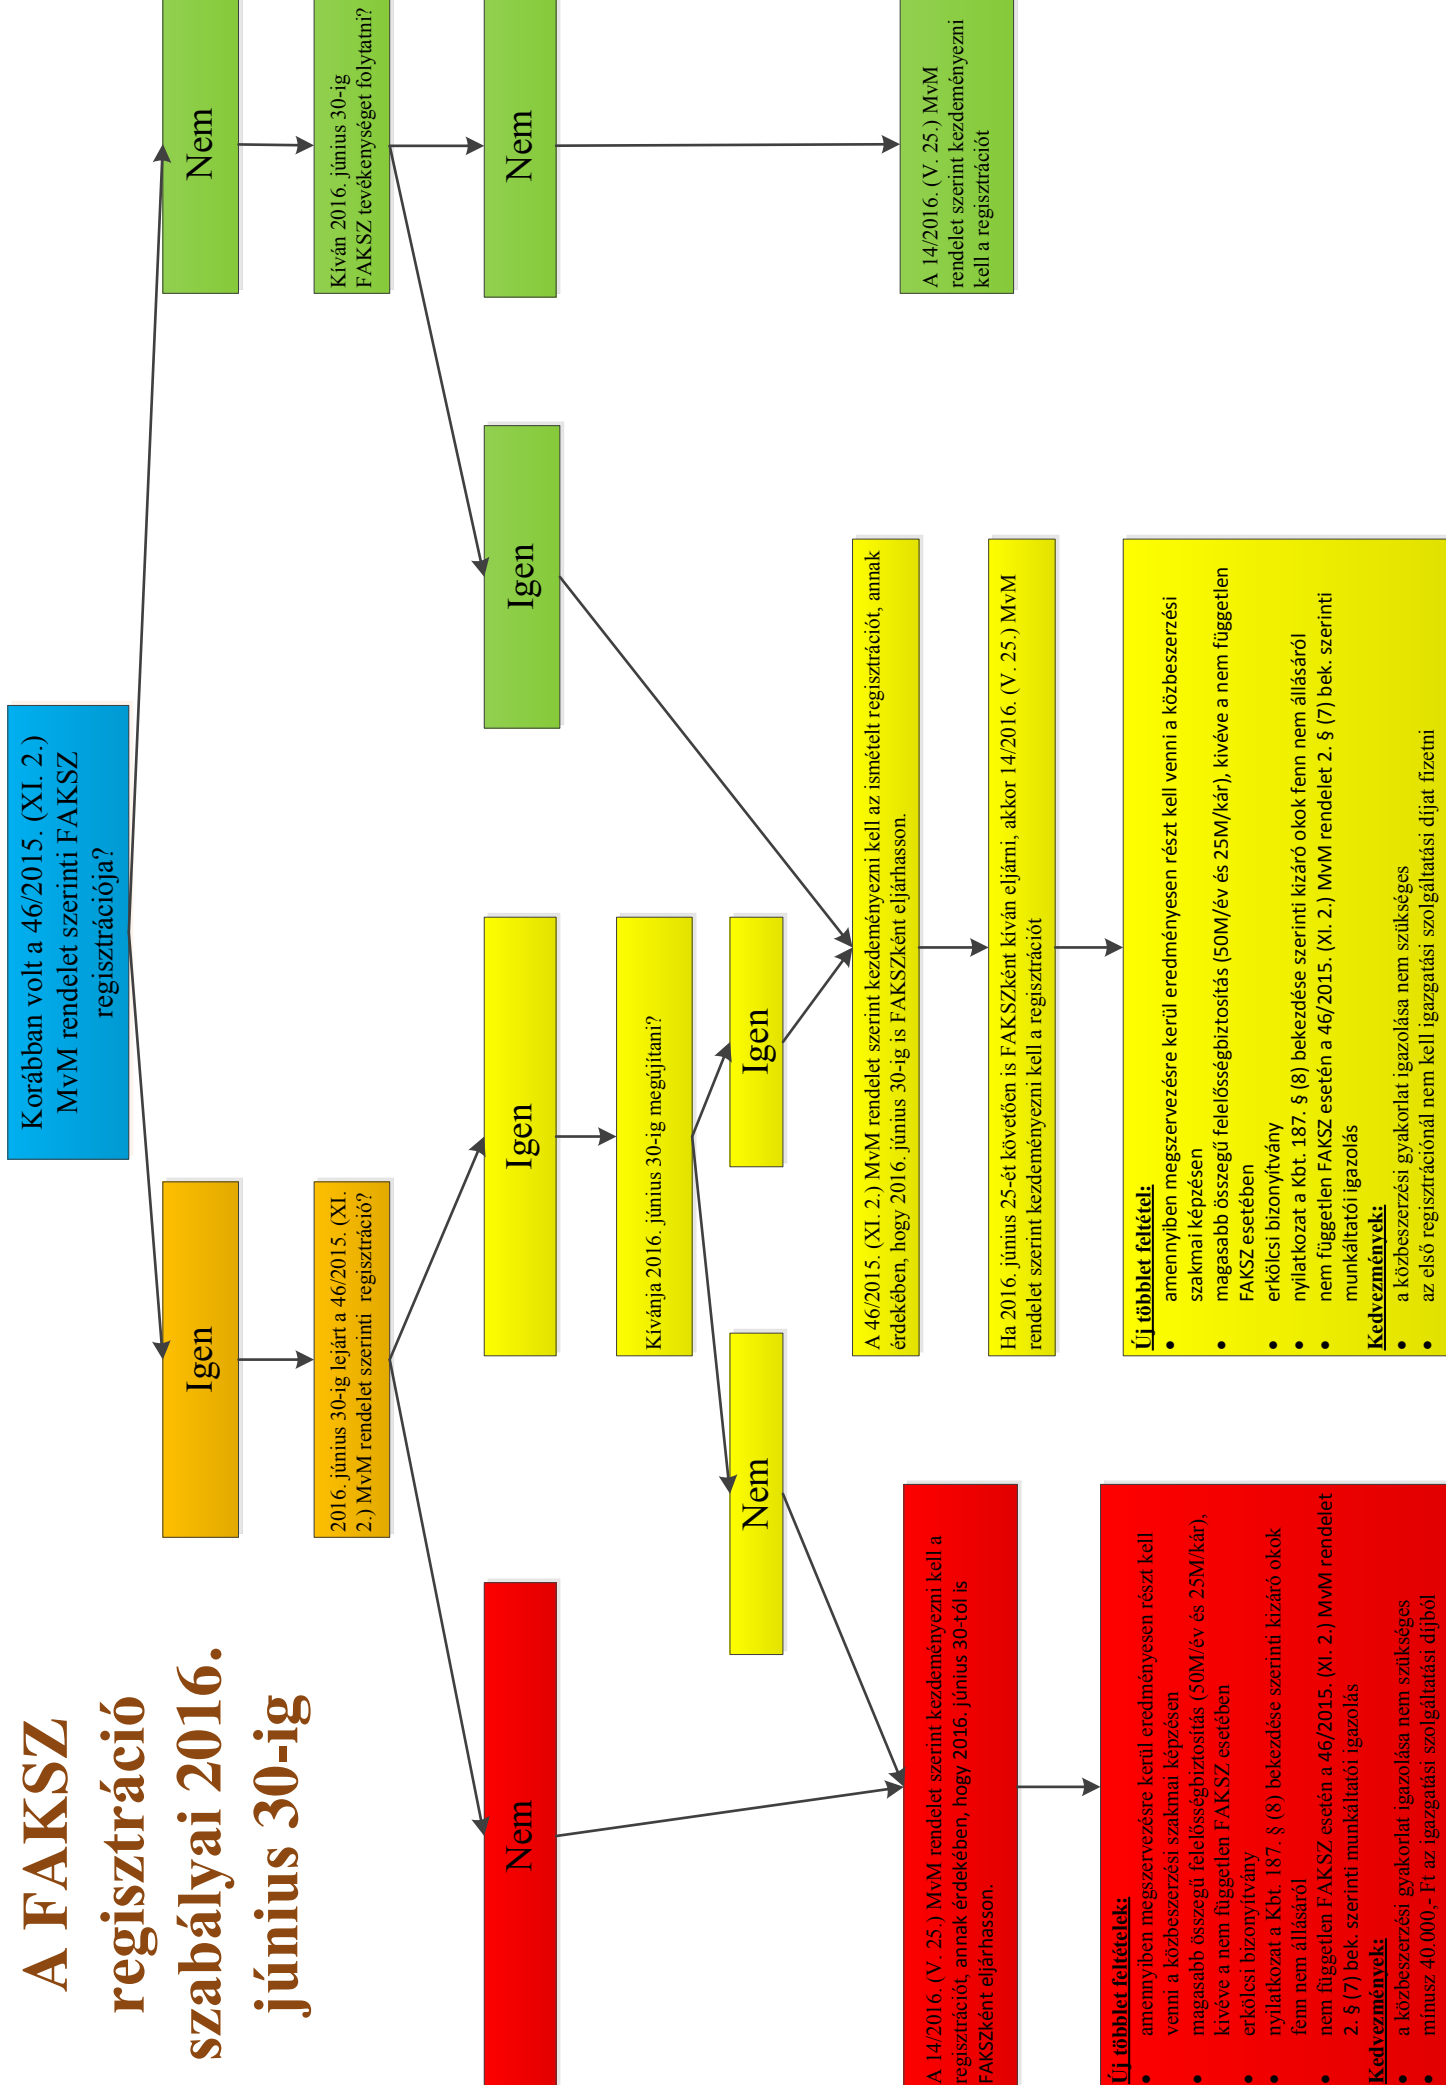 A FAKSZ
regisztráció
szabályai 2016.
június 30-ig
Korábban volt a 46/2015. (XI. 2.)
MvM rendelet szerinti FAKSZ
regisztrációja?
Igen
Nem
2016. június 30-ig lejárt a 46/2015. (XI.
2.) MvM rendelet szerinti regisztráció?
Kíván 2016. június 30-ig
FAKSZ tevékenységet folytatni?
Nem
Igen
Igen
Nem
Kívánja 2016. június 30-ig megújítani?
Nem
Igen
A 14/2016. (V. 25.) MvM rendelet szerint kezdeményezni kell a
regisztrációt, annak érdekében, hogy 2016. június 30-tól is
FAKSZként eljárhasson.
A 46/2015. (XI. 2.) MvM rendelet szerint kezdeményezni kell az ismételt regisztrációt, annak
érdekében, hogy 2016. június 30-ig is FAKSZként eljárhasson.
A 14/2016. (V. 25.) MvM
rendelet szerint kezdeményezni
kell a regisztrációt
Ha 2016. június 25-ét követően is FAKSZként kíván eljárni, akkor 14/2016. (V. 25.) MvM
rendelet szerint kezdeményezni kell a regisztrációt
Új többlet feltételek:
• amennyiben megszervezésre kerül eredményesen részt kell
venni a közbeszerzési szakmai képzésen
• magasabb összegű felelősségbiztosítás (50M/év és 25M/kár),
kivéve a nem független FAKSZ esetében
• erkölcsi bizonyítvány
• nyilatkozat a Kbt. 187. § (8) bekezdése szerinti kizáró okok
fenn nem állásáról
• nem független FAKSZ esetén a 46/2015. (XI. 2.) MvM rendelet
2. § (7) bek. szerinti munkáltatói igazolás
Kedvezmények:
• a közbeszerzési gyakorlat igazolása nem szükséges
• mínusz 40.000,- Ft az igazgatási szolgáltatási díjból
Új többlet feltétel:
• amennyiben megszervezésre kerül eredményesen részt kell venni a közbeszerzési
szakmai képzésen
• magasabb összegű felelősségbiztosítás (50M/év és 25M/kár), kivéve a nem független
FAKSZ esetében
• erkölcsi bizonyítvány
• nyilatkozat a Kbt. 187. § (8) bekezdése szerinti kizáró okok fenn nem állásáról
• nem független FAKSZ esetén a 46/2015. (XI. 2.) MvM rendelet 2. § (7) bek. szerinti
munkáltatói igazolás
Kedvezmények:
• a közbeszerzési gyakorlat igazolása nem szükséges
• az első regisztrációnál nem kell igazgatási szolgáltatási díjat fizetni